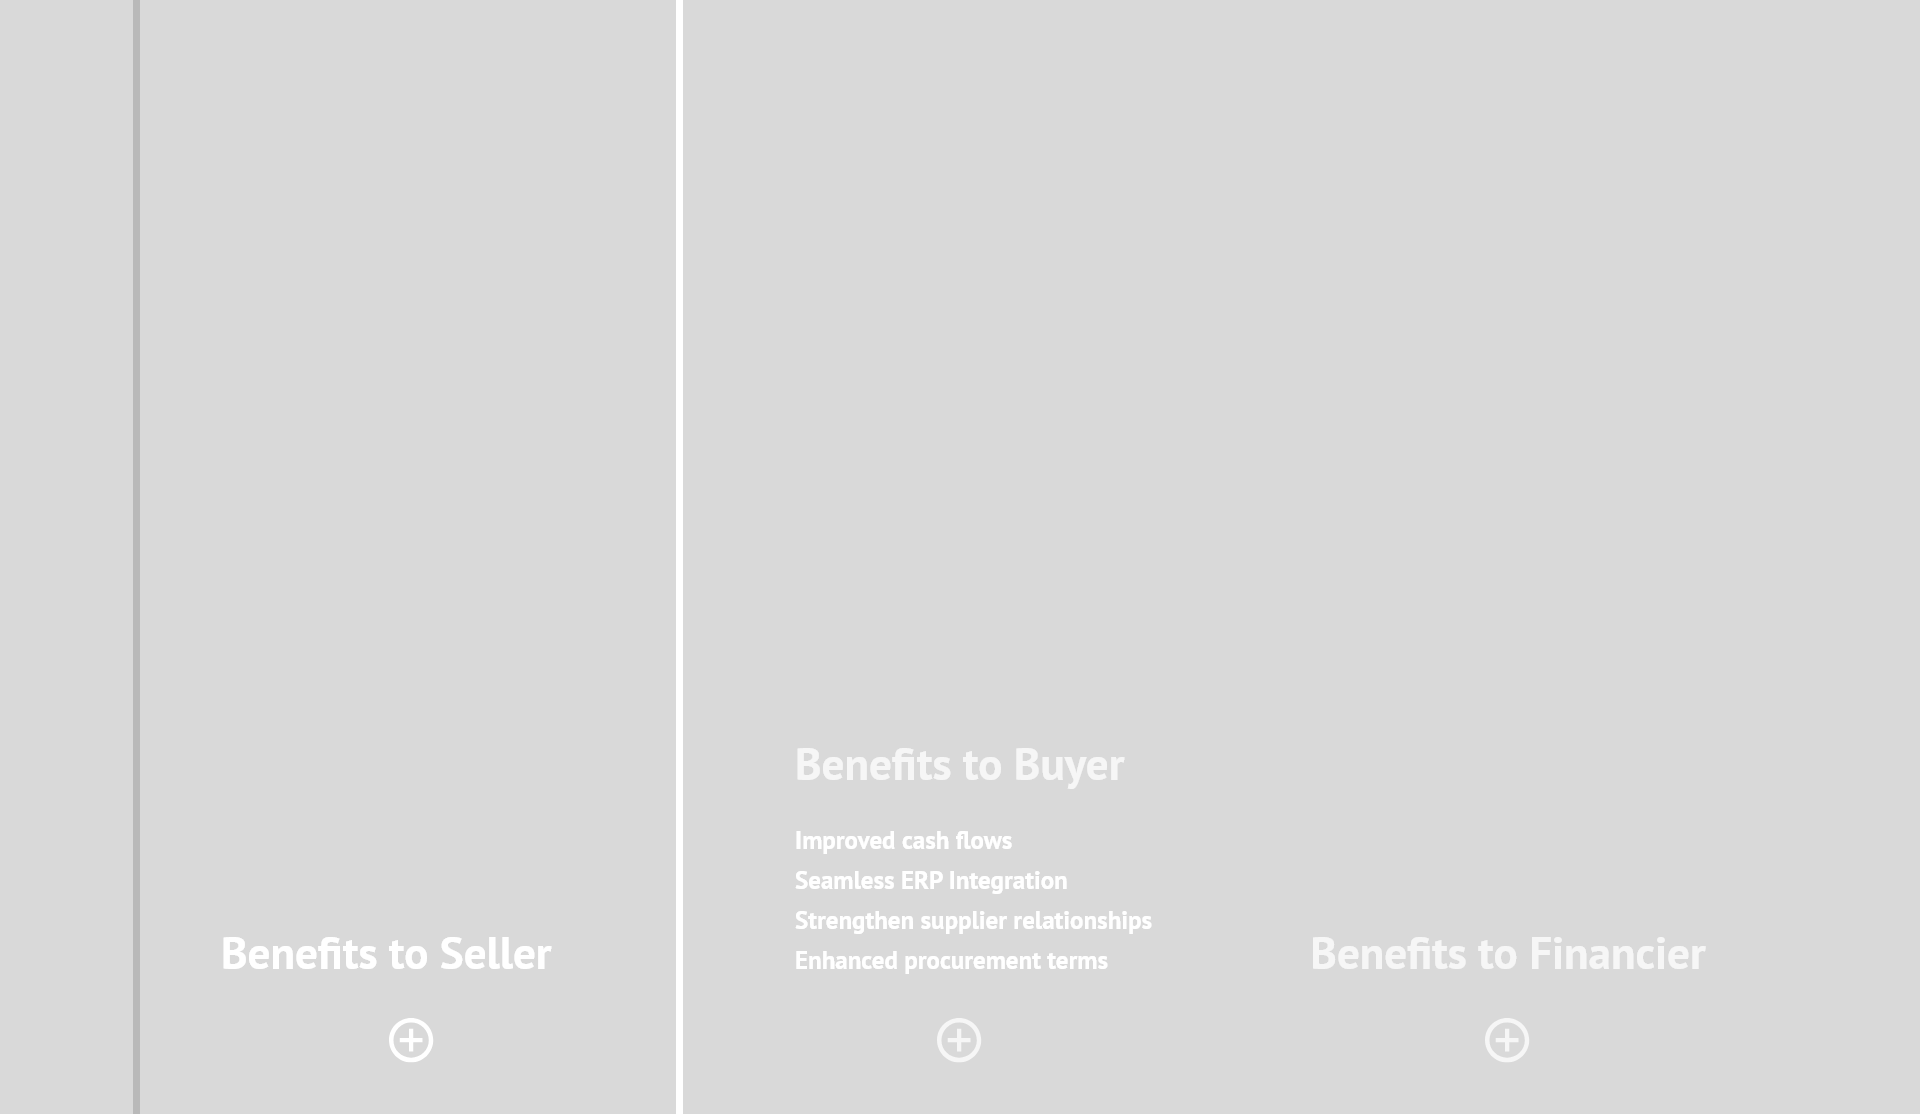 Benefits to Seller
Benefits to Buyer
Improved cash flows
Seamless ERP Integration
Strengthen supplier relationships
Enhanced procurement terms
Benefits to Financier